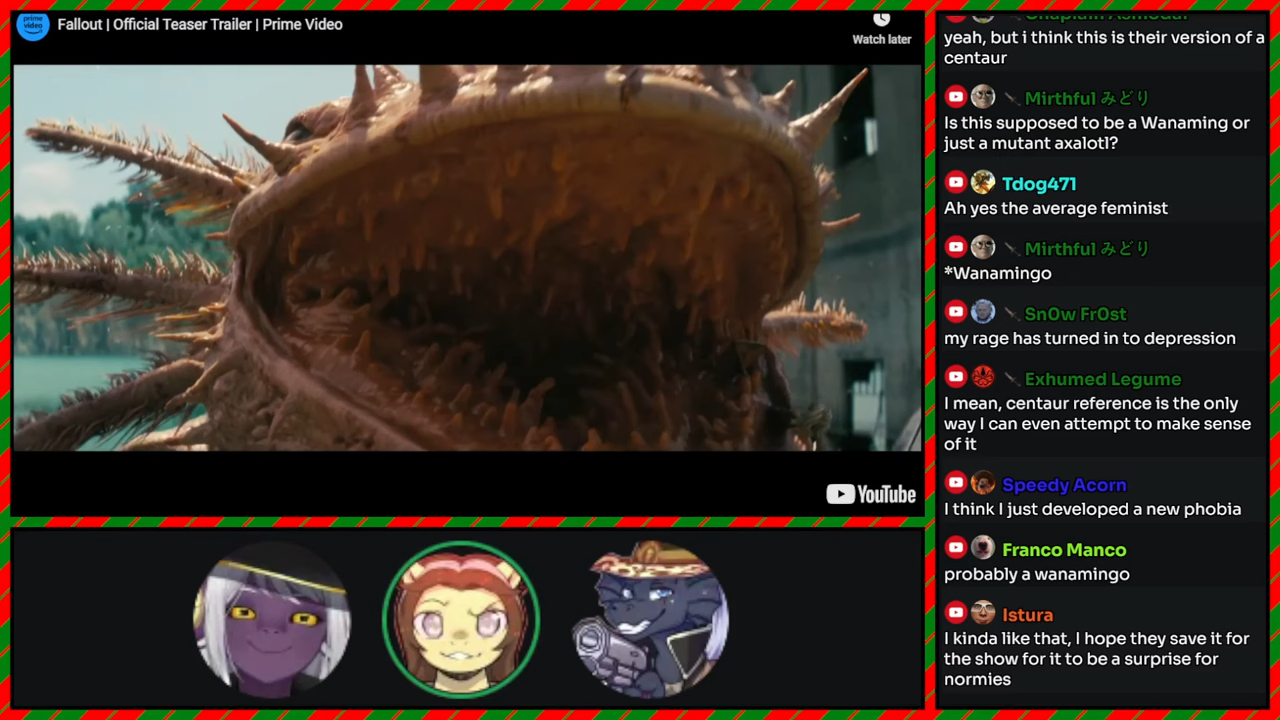 prime video
Fallout | Official Teaser Trailer | Prime Video
Watch later
YouTube
yeah, but i think this is their version of a
centaur
Mirthful みどり
Is this supposed to be a Wanaming or
just a mutant axalotl?
Tdog471
Ah yes the average feminist
Mirthful みどり
*Wanamingo
Sn0w Fr0st
my rage has turned in to depression
Exhumed Legume
I mean, centaur reference is the only
way I can even attempt to make sense
of it
Speedy Acorn
I think I just developed a new phobia
Franco Manco
probably a wanamingo
Istura
I kinda like that, I hope they save it for
the show for it to be a surprise for
normies